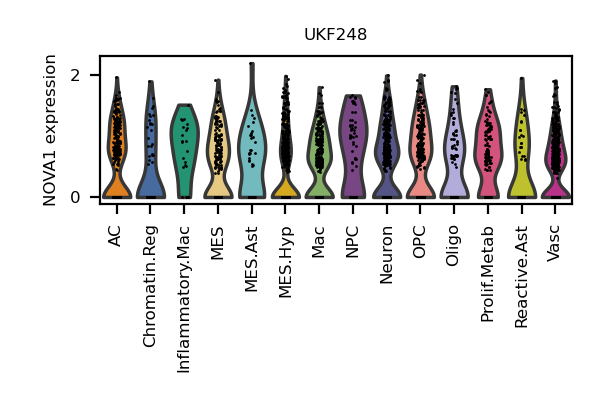 UKF248
NOVA1 expression
2
0
AC
Chromatin.Reg
Inflammatory.Mac
MES
MES.Ast
MES.Hyp
Mac
NPC
Neuron
OPC
Oligo
Prolif.Metab
Reactive.Ast
Vasc